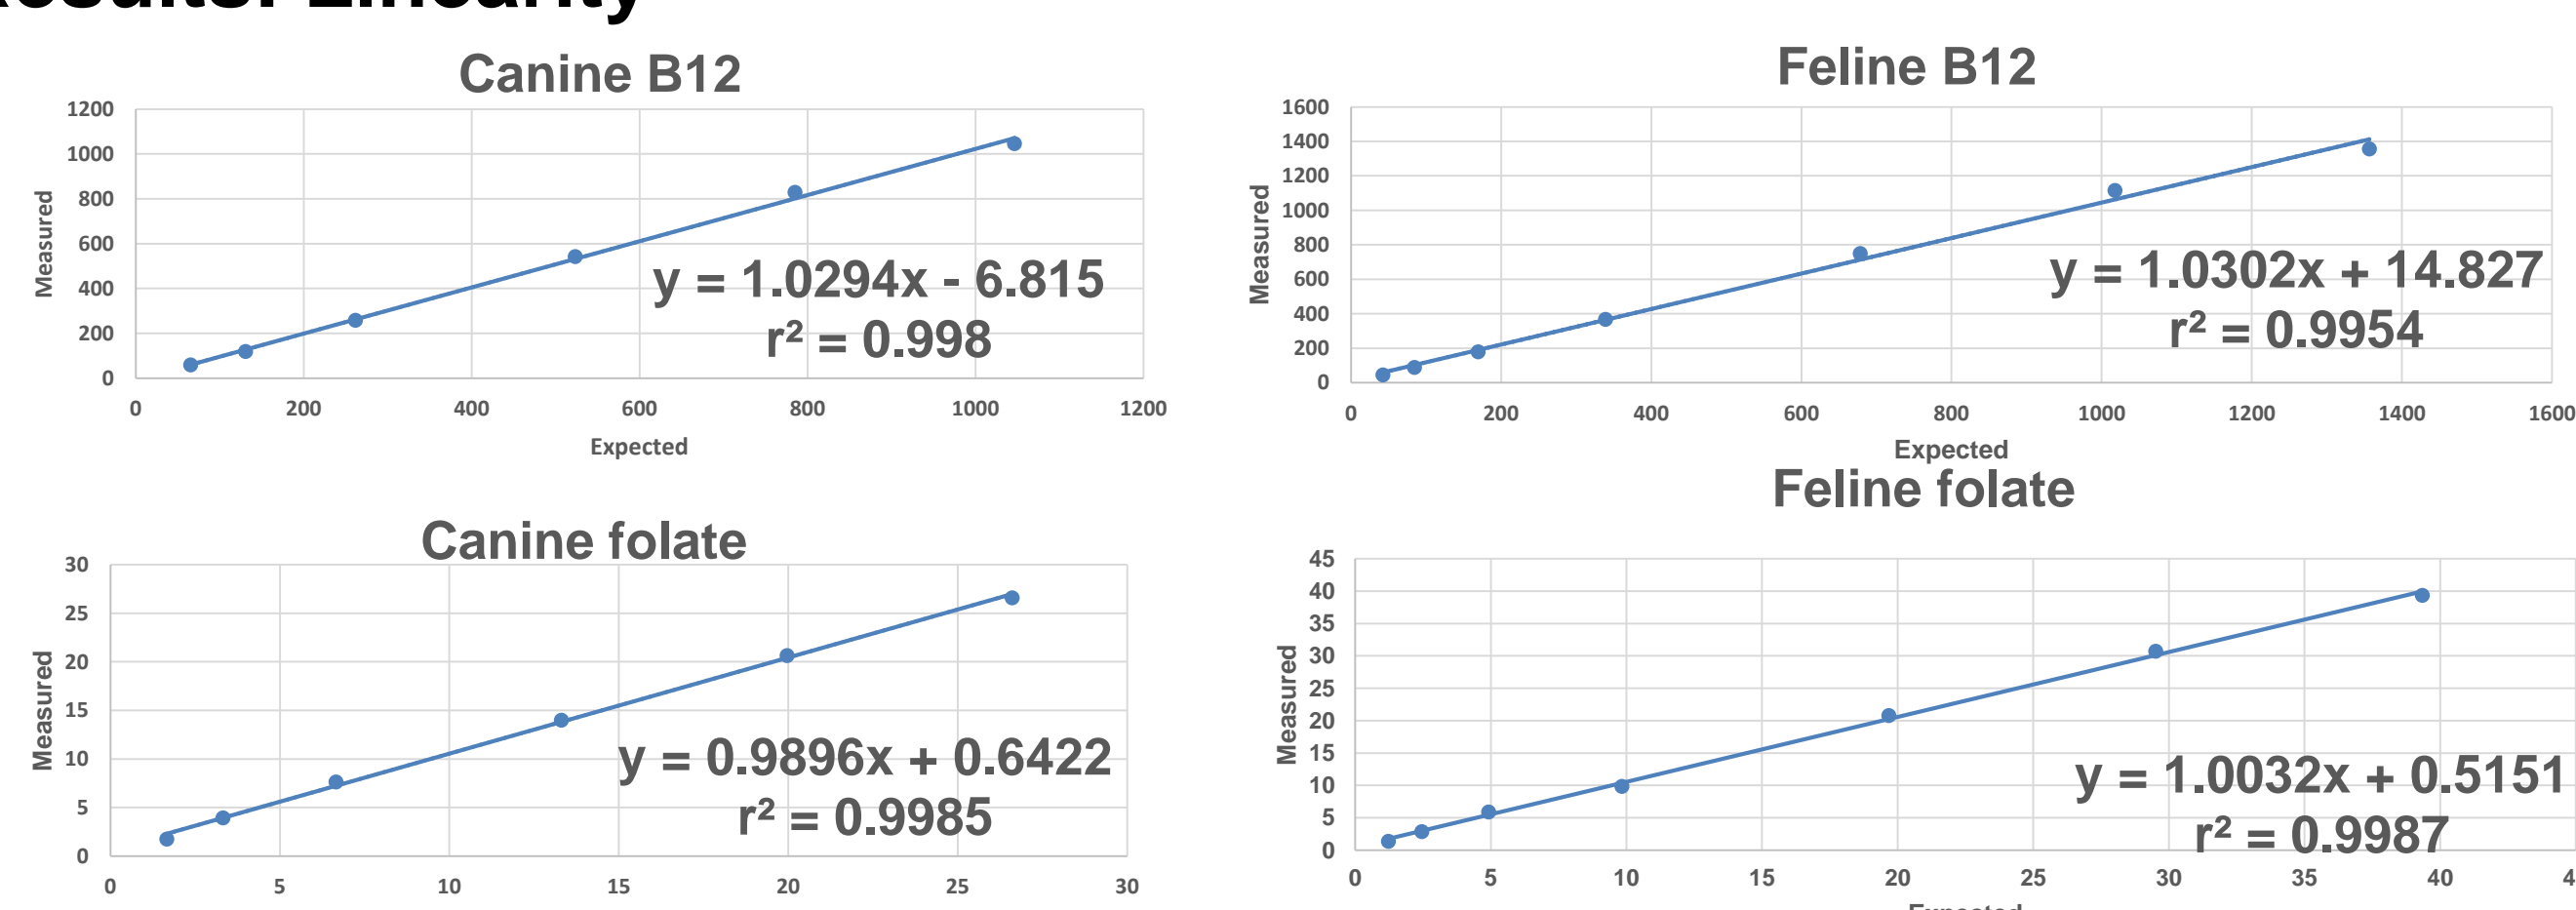 Results: Linearity
Canine B12
1200
1000
800
600
400
200
0
Measured
y = 1.0294x - 6.815
r² = 0.998
0 200 400 600 800 1000 1200
Expected
Feline B12
1600
1400
1200
1000
800
600
400
200
0
Measured
y = 1.0302x + 14.827
r² = 0.9954
0 200 400 600 800 1000 1200 1400 1600
Expected
Canine folate
30
25
20
15
10
5
0
Measured
y = 0.9896x + 0.6422
r² = 0.9985
0 5 10 15 20 25 30
Feline folate
45
40
35
30
25
20
15
10
5
0
Measured
y = 1.0032x + 0.5151
r² = 0.9987
0 5 10 15 20 25 30 35 40 4
Expected